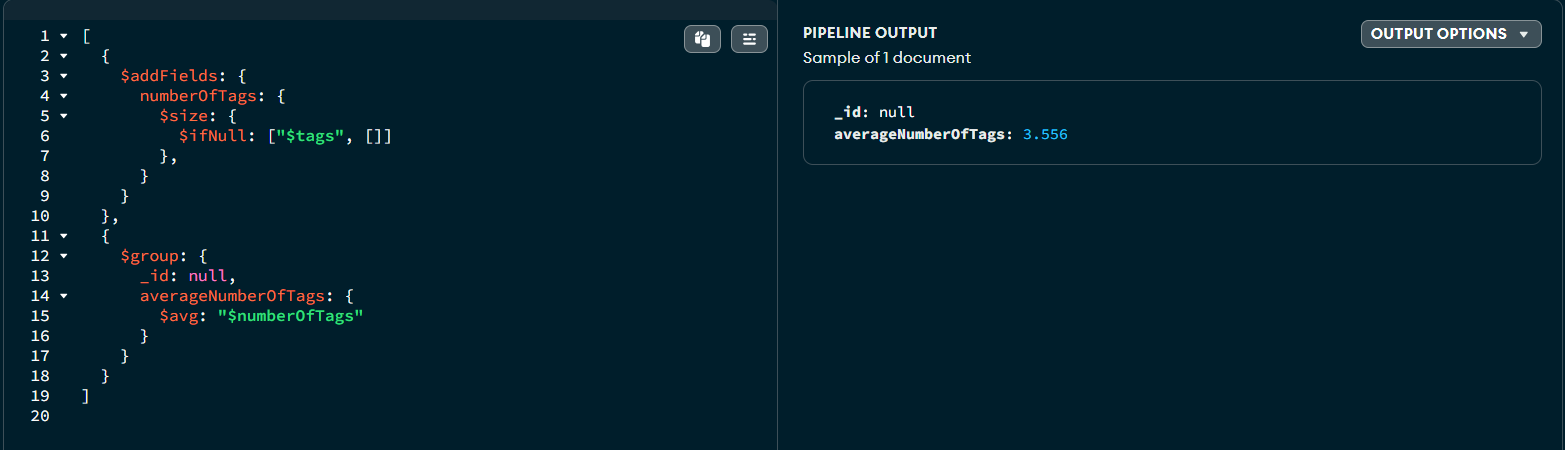 1 [
2 {
3 $addFields: {
4 numberOfTags: {
5 $size: {
6 $ifNull: ["$tags", []]
7 },
8 }
9 }
10 },
11 {
12 $group: {
13 _id: null,
14 averageNumberOfTags: {
15 $avg: "$numberOfTags"
16 }
17 }
18 }
19 ]
20
PIPELINE OUTPUT
Sample of 1 document
OUTPUT OPTIONS
_id: null
averageNumberOfTags: 3.556